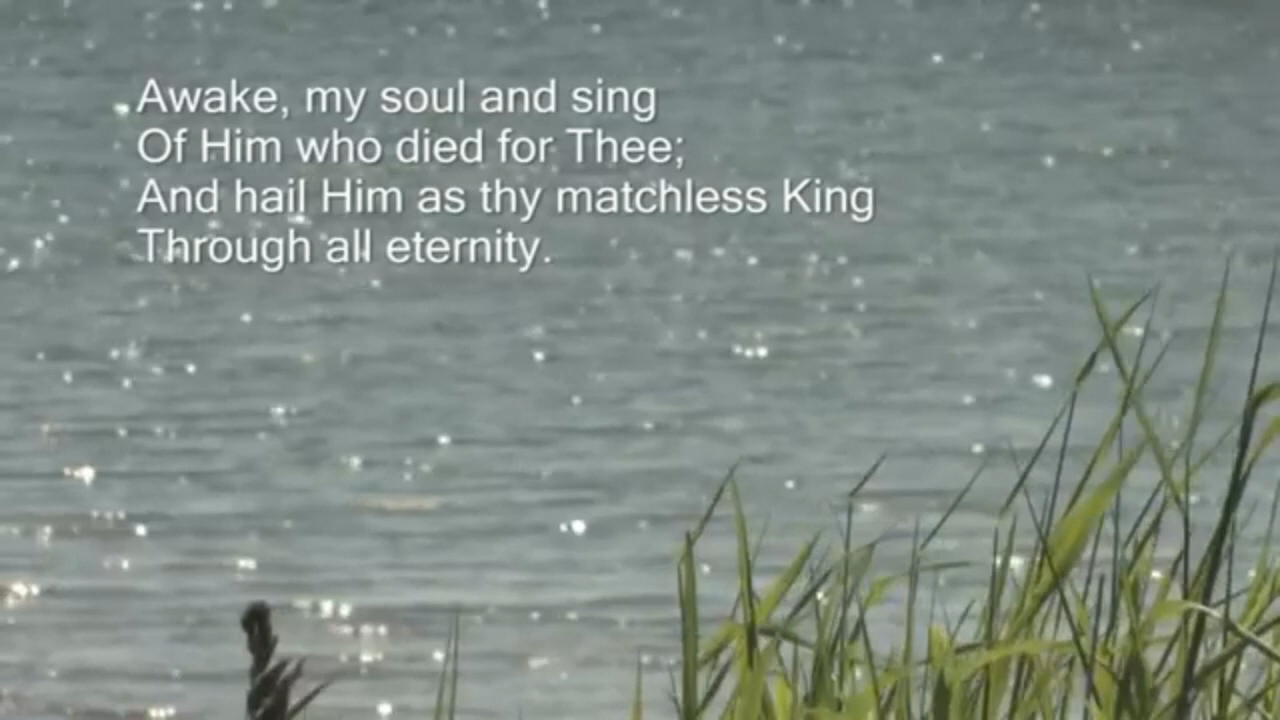 Awake, my soul and sing
Of Him who died for Thee;
And hail Him as thy matchless King
Through all eternity.